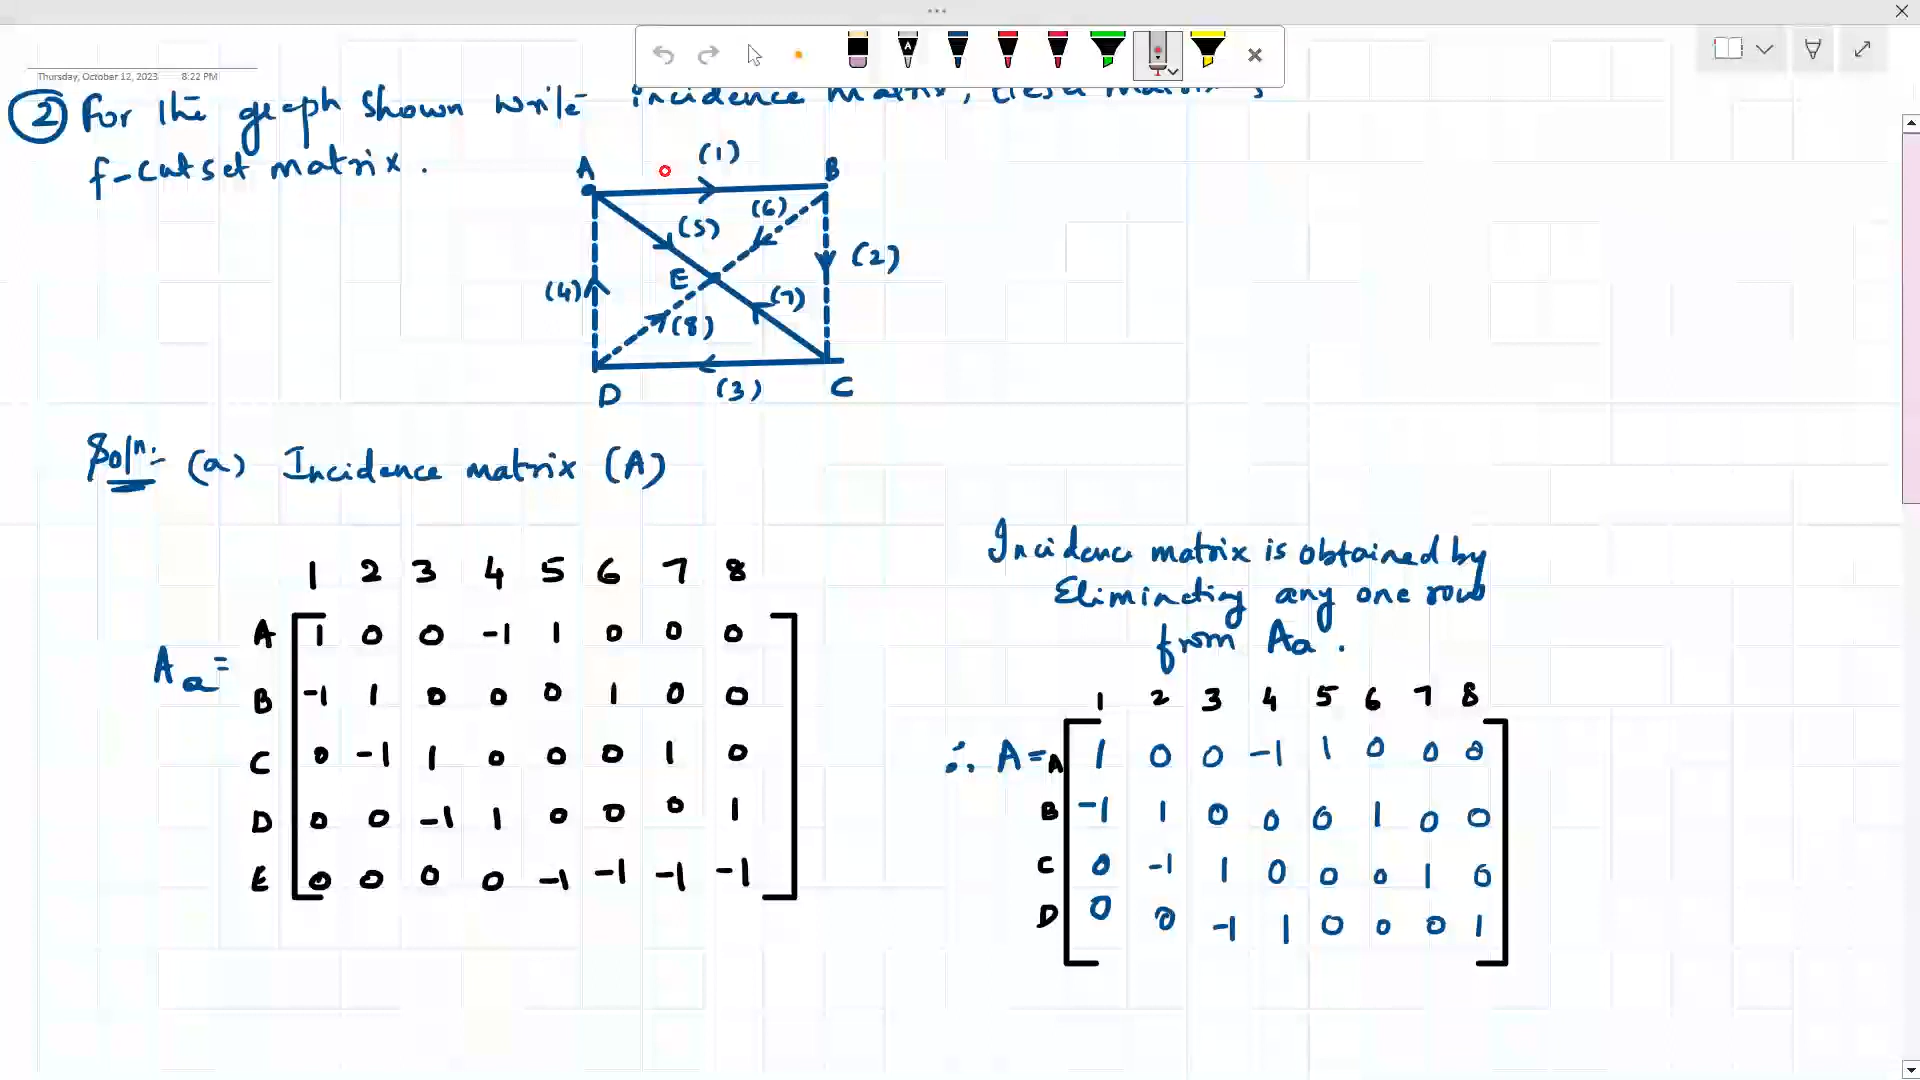 Thursday, October 12, 2023 8:22 PM
② For the graph shown write incidence matrix,
f-cutset matrix.
A (1) B
(5) (6)
(4) E (2)
(8) (7)
D (3) C
Soln:- (a) Incidence matrix (A)
Incidence matrix is obtained by
Eliminating any one row
from Aa.
1 2 3 4 5 6 7 8
A 1 0 0 -1 1 0 0 0
Aa = B -1 1 0 0 0 1 0 0
C 0 -1 1 0 0 0 1 0
D 0 0 -1 1 0 0 0 1
E 0 0 0 0 -1 -1 -1 -1
1 2 3 4 5 6 7 8
∴ A = A 1 0 0 -1 1 0 0 0
B -1 1 0 0 0 1 0 0
C 0 -1 1 0 0 0 1 0
D 0 0 -1 1 0 0 0 1